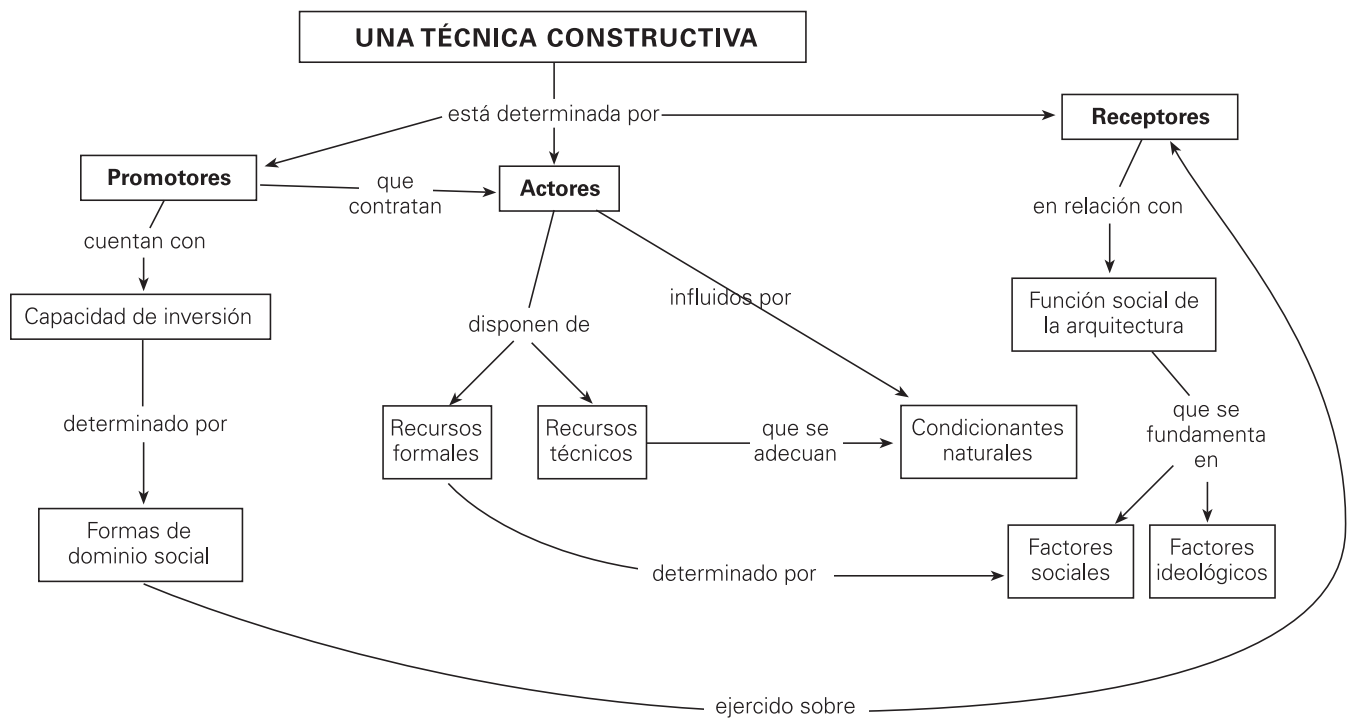 UNA TÉCNICA CONSTRUCTIVA
está determinada por
Receptores
Promotores
que
contratan
Actores
en relación con
cuentan con
Capacidad de inversión
influidos por
Función social de
la arquitectura
disponen de
determinado por
Recursos
formales
Recursos
técnicos
que se
adecuan
Condicionantes
naturales
que se
fundamenta
en
Formas de
dominio social
determinado por
Factores
sociales
Factores
ideológicos
ejercido sobre